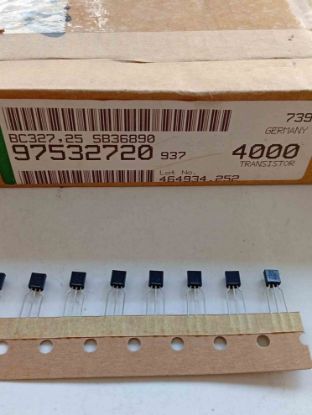 739
GERMANY
BC327,25 SB36890
97532720 937
4000
TRANSISTOR
Lot No.
464934.252